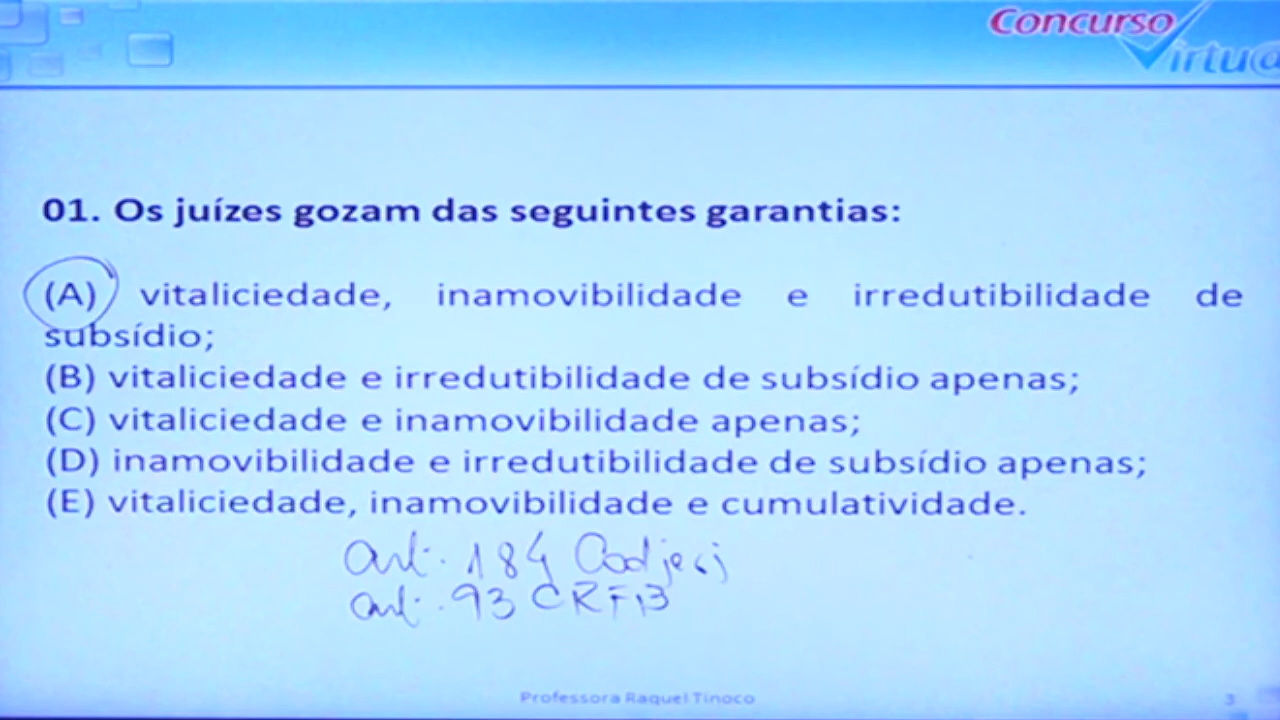 Concurso
Virtu@
01. Os juízes gozam das seguintes garantias:
(A) vitaliciedade, inamovibilidade e irredutibilidade de
subsídio;
(B) vitaliciedade e irredutibilidade de subsídio apenas;
(C) vitaliciedade e inamovibilidade apenas;
(D) inamovibilidade e irredutibilidade de subsídio apenas;
(E) vitaliciedade, inamovibilidade e cumulatividade.
art. 184 Codjerj
art. 93 CRFB
Professora Raquel Tinoco
3